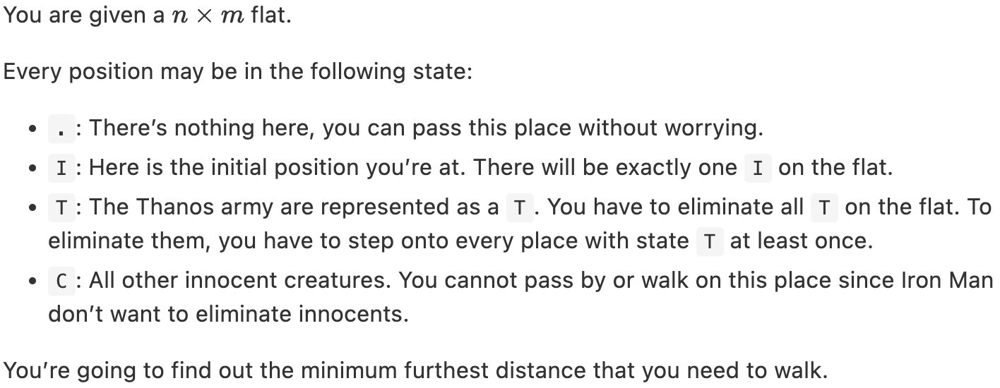 You are given a n × m flat.
Every position may be in the following state:
• . : There’s nothing here, you can pass this place without worrying.
• I : Here is the initial position you’re at. There will be exactly one I on the flat.
• T : The Thanos army are represented as a T . You have to eliminate all T on the flat. To
eliminate them, you have to step onto every place with state T at least once.
• C : All other innocent creatures. You cannot pass by or walk on this place since Iron Man
don’t want to eliminate innocents.
You’re going to find out the minimum furthest distance that you need to walk.